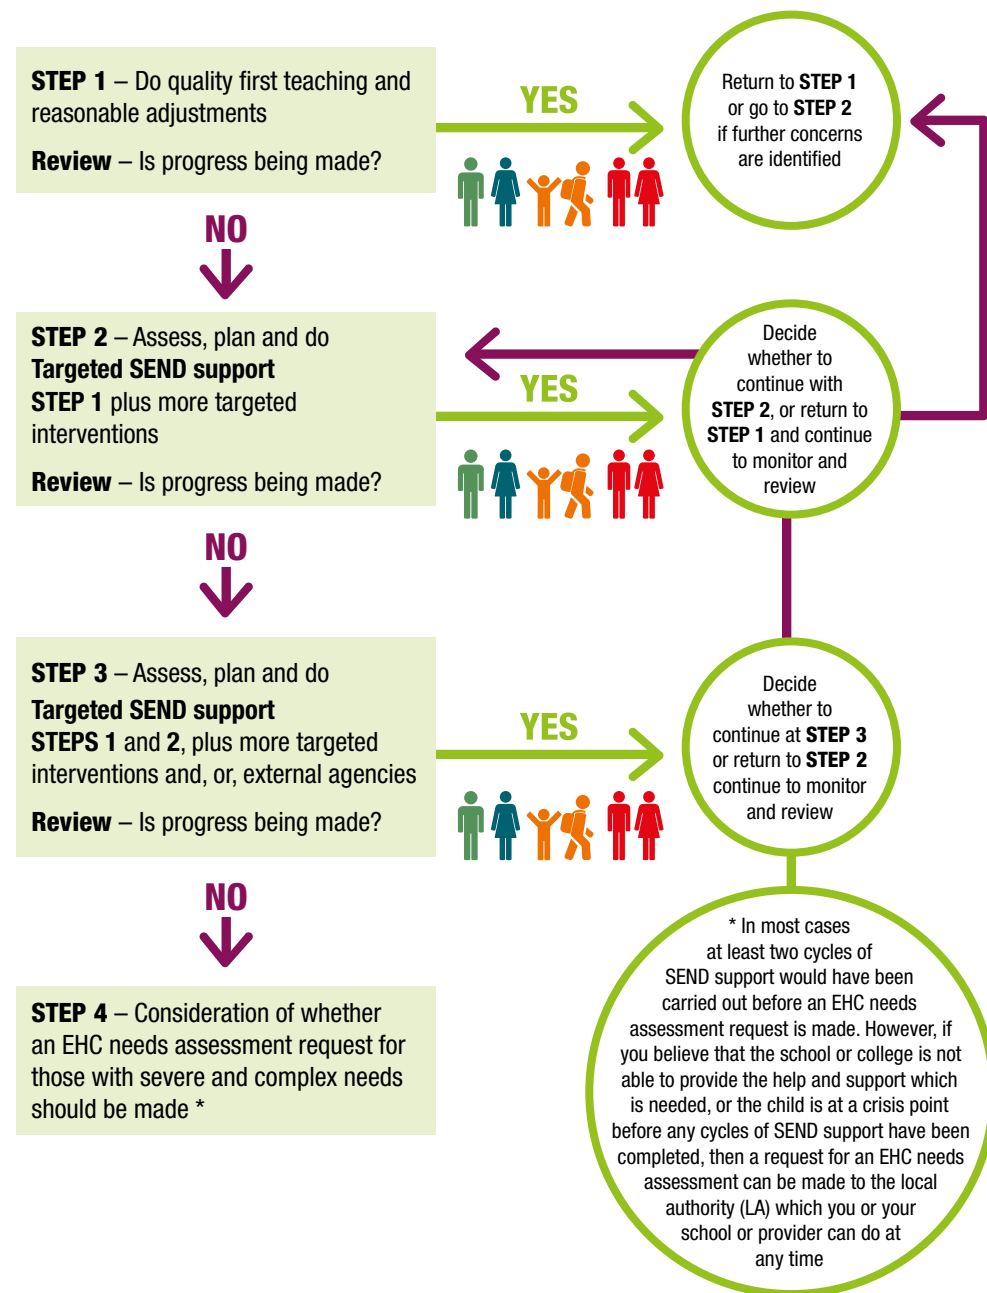 STEP 1 – Do quality first teaching and
reasonable adjustments
Review – Is progress being made?
YES
Return to STEP 1
or go to STEP 2
if further concerns
are identified
NO
STEP 2 – Assess, plan and do
Targeted SEND support
STEP 1 plus more targeted
interventions
Review – Is progress being made?
YES
Decide
whether to
continue with
STEP 2, or return to
STEP 1 and continue
to monitor and
review
NO
STEP 3 – Assess, plan and do
Targeted SEND support
STEPS 1 and 2, plus more targeted
interventions and, or, external agencies
Review – Is progress being made?
YES
Decide
whether to
continue at STEP 3
or return to STEP 2
continue to monitor
and review
NO
STEP 4 – Consideration of whether
an EHC needs assessment request for
those with severe and complex needs
should be made *
* In most cases
at least two cycles of
SEND support would have been
carried out before an EHC needs
assessment request is made. However, if
you believe that the school or college is not
able to provide the help and support which
is needed, or the child is at a crisis point
before any cycles of SEND support have been
completed, then a request for an EHC needs
assessment can be made to the local
authority (LA) which you or your
school or provider can do at
any time